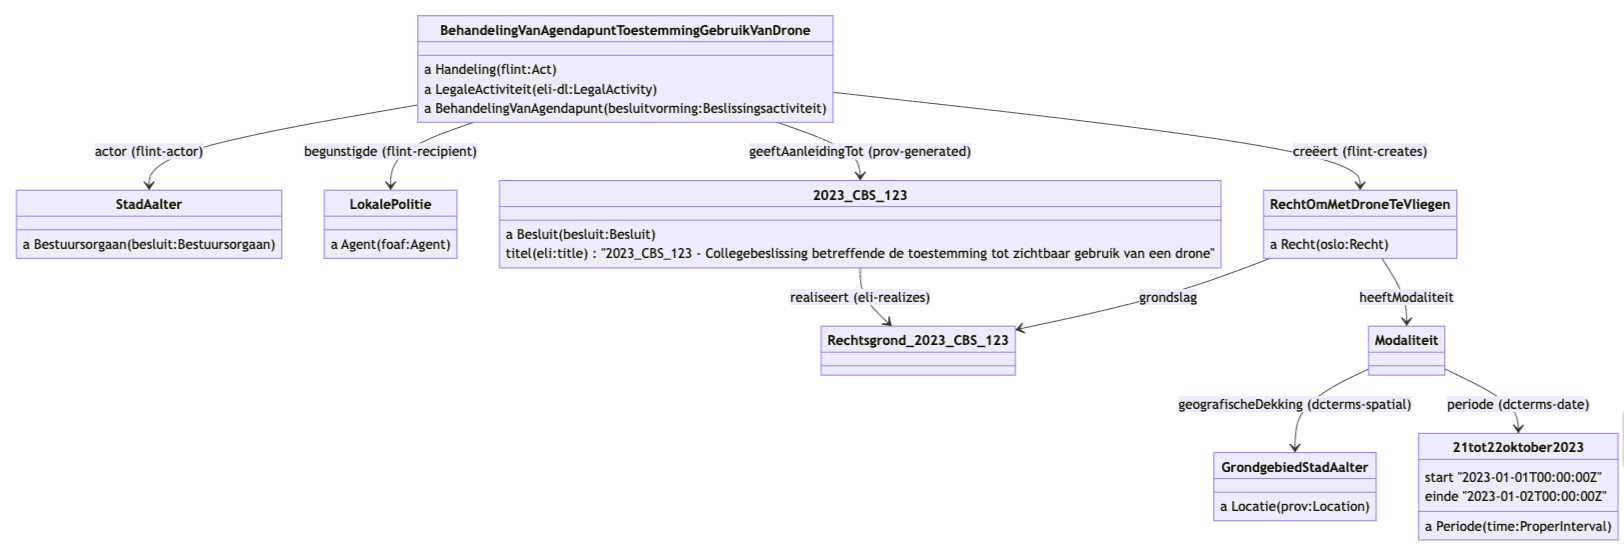 BehandelingVanAgendapuntToestemmingGebruikVanDrone
a Handeling(flint:Act)
a LegaleActiviteit(eli-dl:LegalActivity)
a BehandelingVanAgendapunt(besluitvorming:Beslissingsactiviteit)
actor (flint-actor)
begunstigde (flint-recipient)
geeftAanleidingTot (prov-generated)
creëert (flint-creates)
StadAalter
a Bestuursorgaan(besluit:Bestuursorgaan)
LokalePolitie
a Agent(foaf:Agent)
2023_CBS_123
a Besluit(besluit:Besluit)
titel(eli:title) : "2023_CBS_123 - Collegebeslissing betreffende de toestemming tot zichtbaar gebruik van een drone"
RechtOmMetDroneTeVliegen
a Recht(oslo:Recht)
realiseert (eli-realizes)
grondslag
heeftModaliteit
Rechtsgrond_2023_CBS_123
Modaliteit
geografischeDekking (dcterms-spatial)
periode (dcterms-date)
GrondgebiedStadAalter
a Locatie(prov:Location)
21tot22oktober2023
start "2023-01-01T00:00:00Z"
einde "2023-01-02T00:00:00Z"
a Periode(time:ProperInterval)